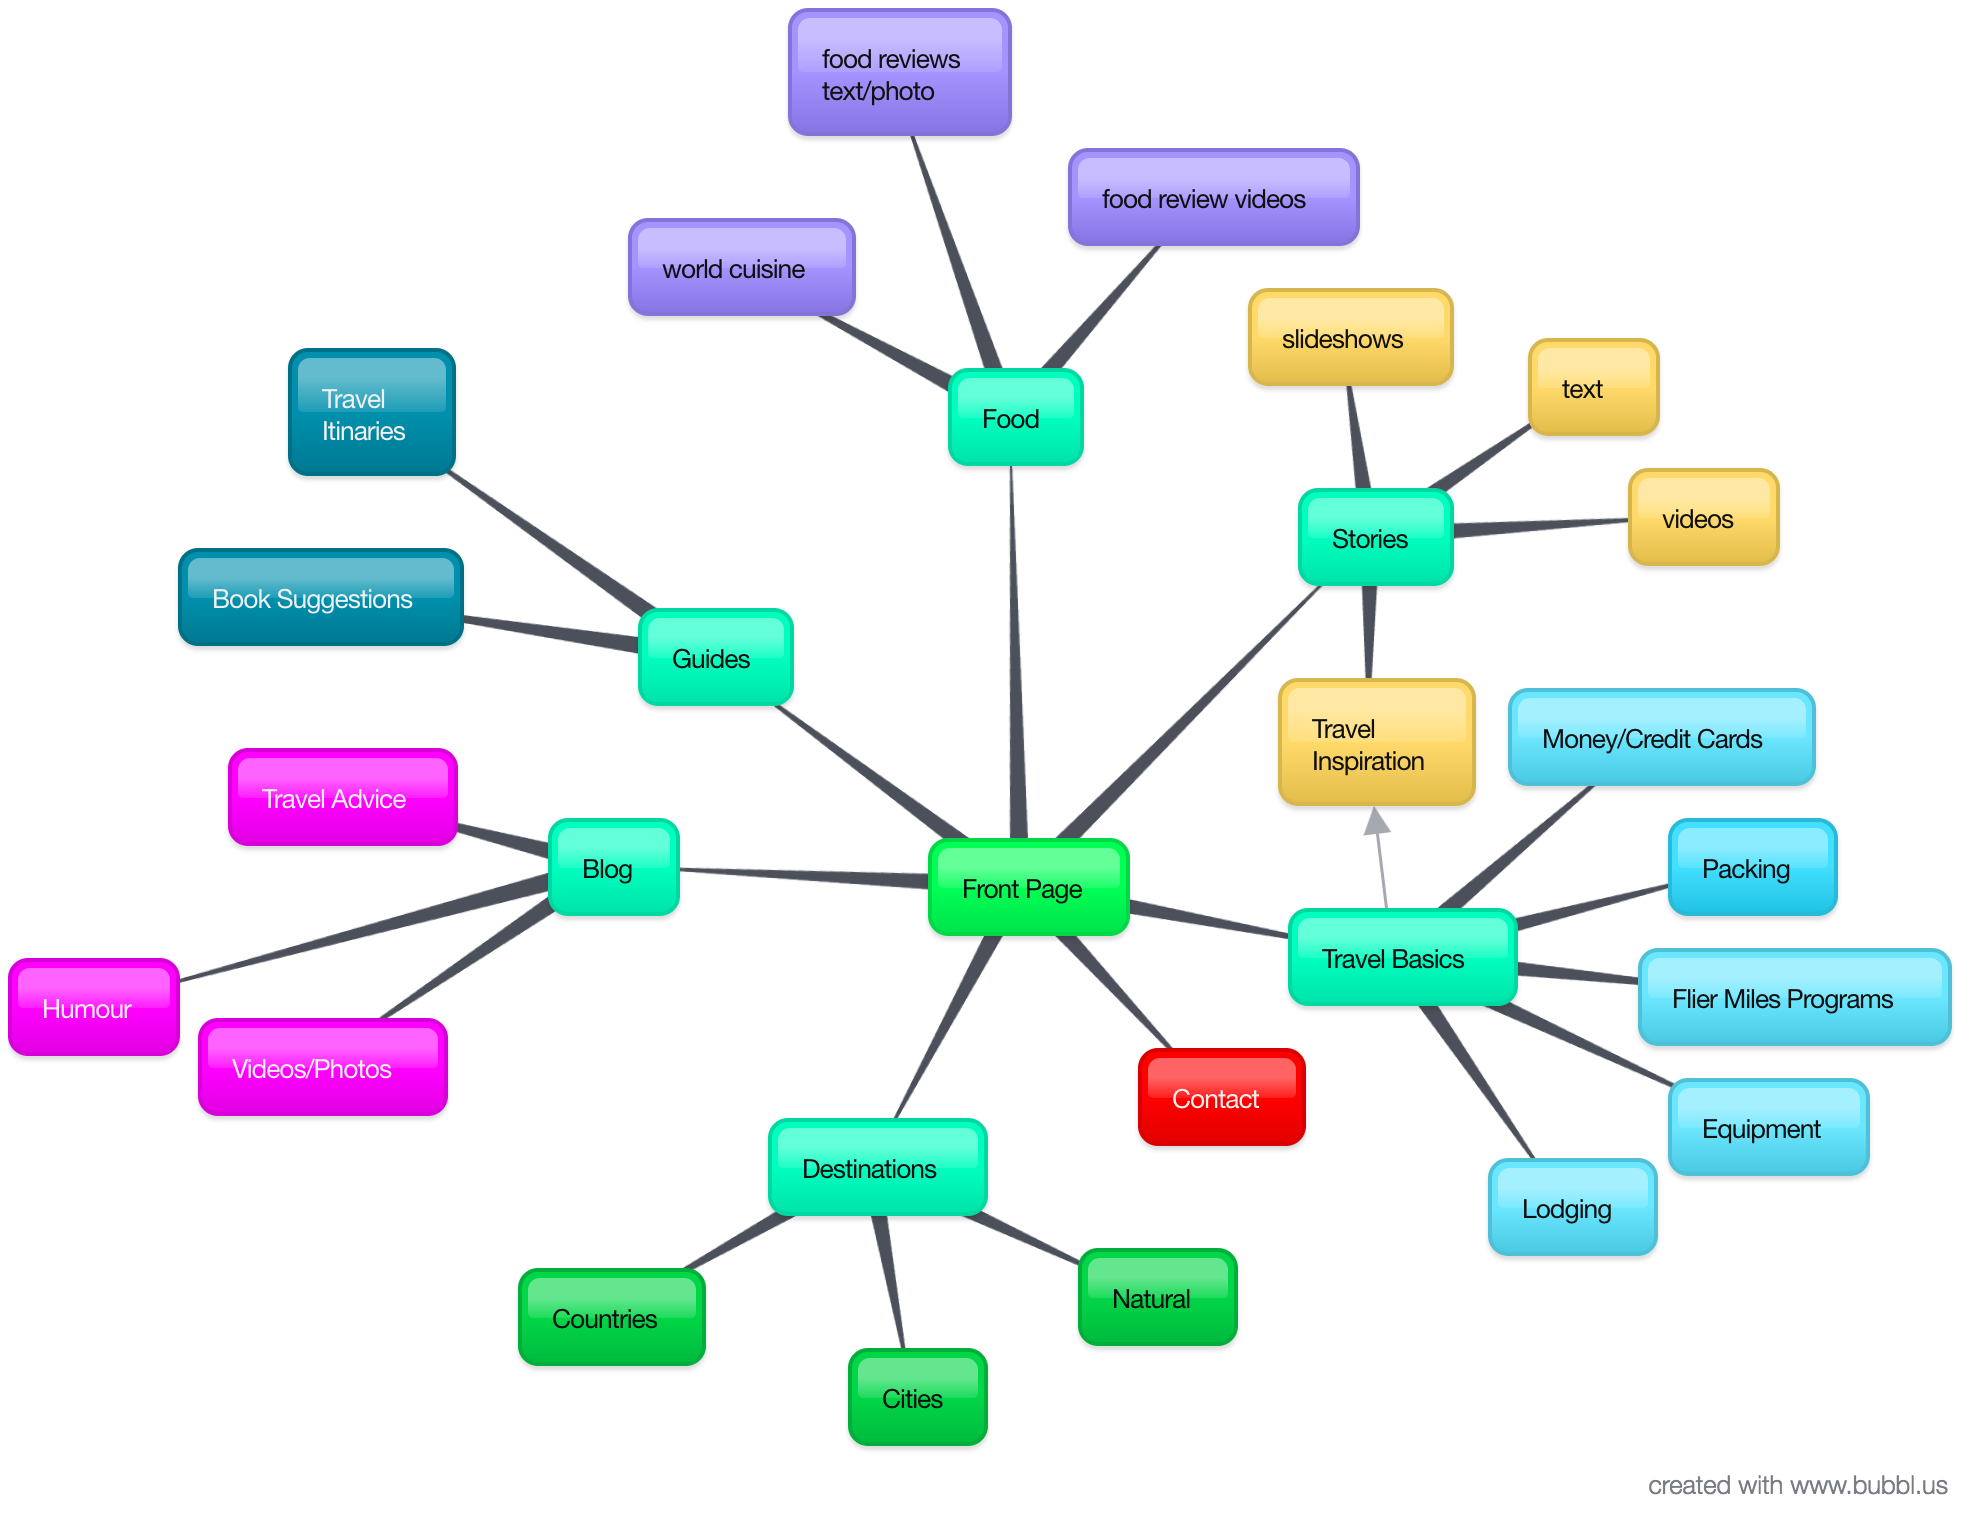 food reviews
text/photo
food review videos
world cuisine
slideshows
text
Travel
Itinaries
Food
videos
Stories
Book Suggestions
Guides
Travel
Inspiration
Money/Credit Cards
Travel Advice
Blog
Front Page
Packing
Travel Basics
Flier Miles Programs
Humour
Videos/Photos
Contact
Equipment
Destinations
Lodging
Countries
Natural
Cities
created with www.bubbl.us